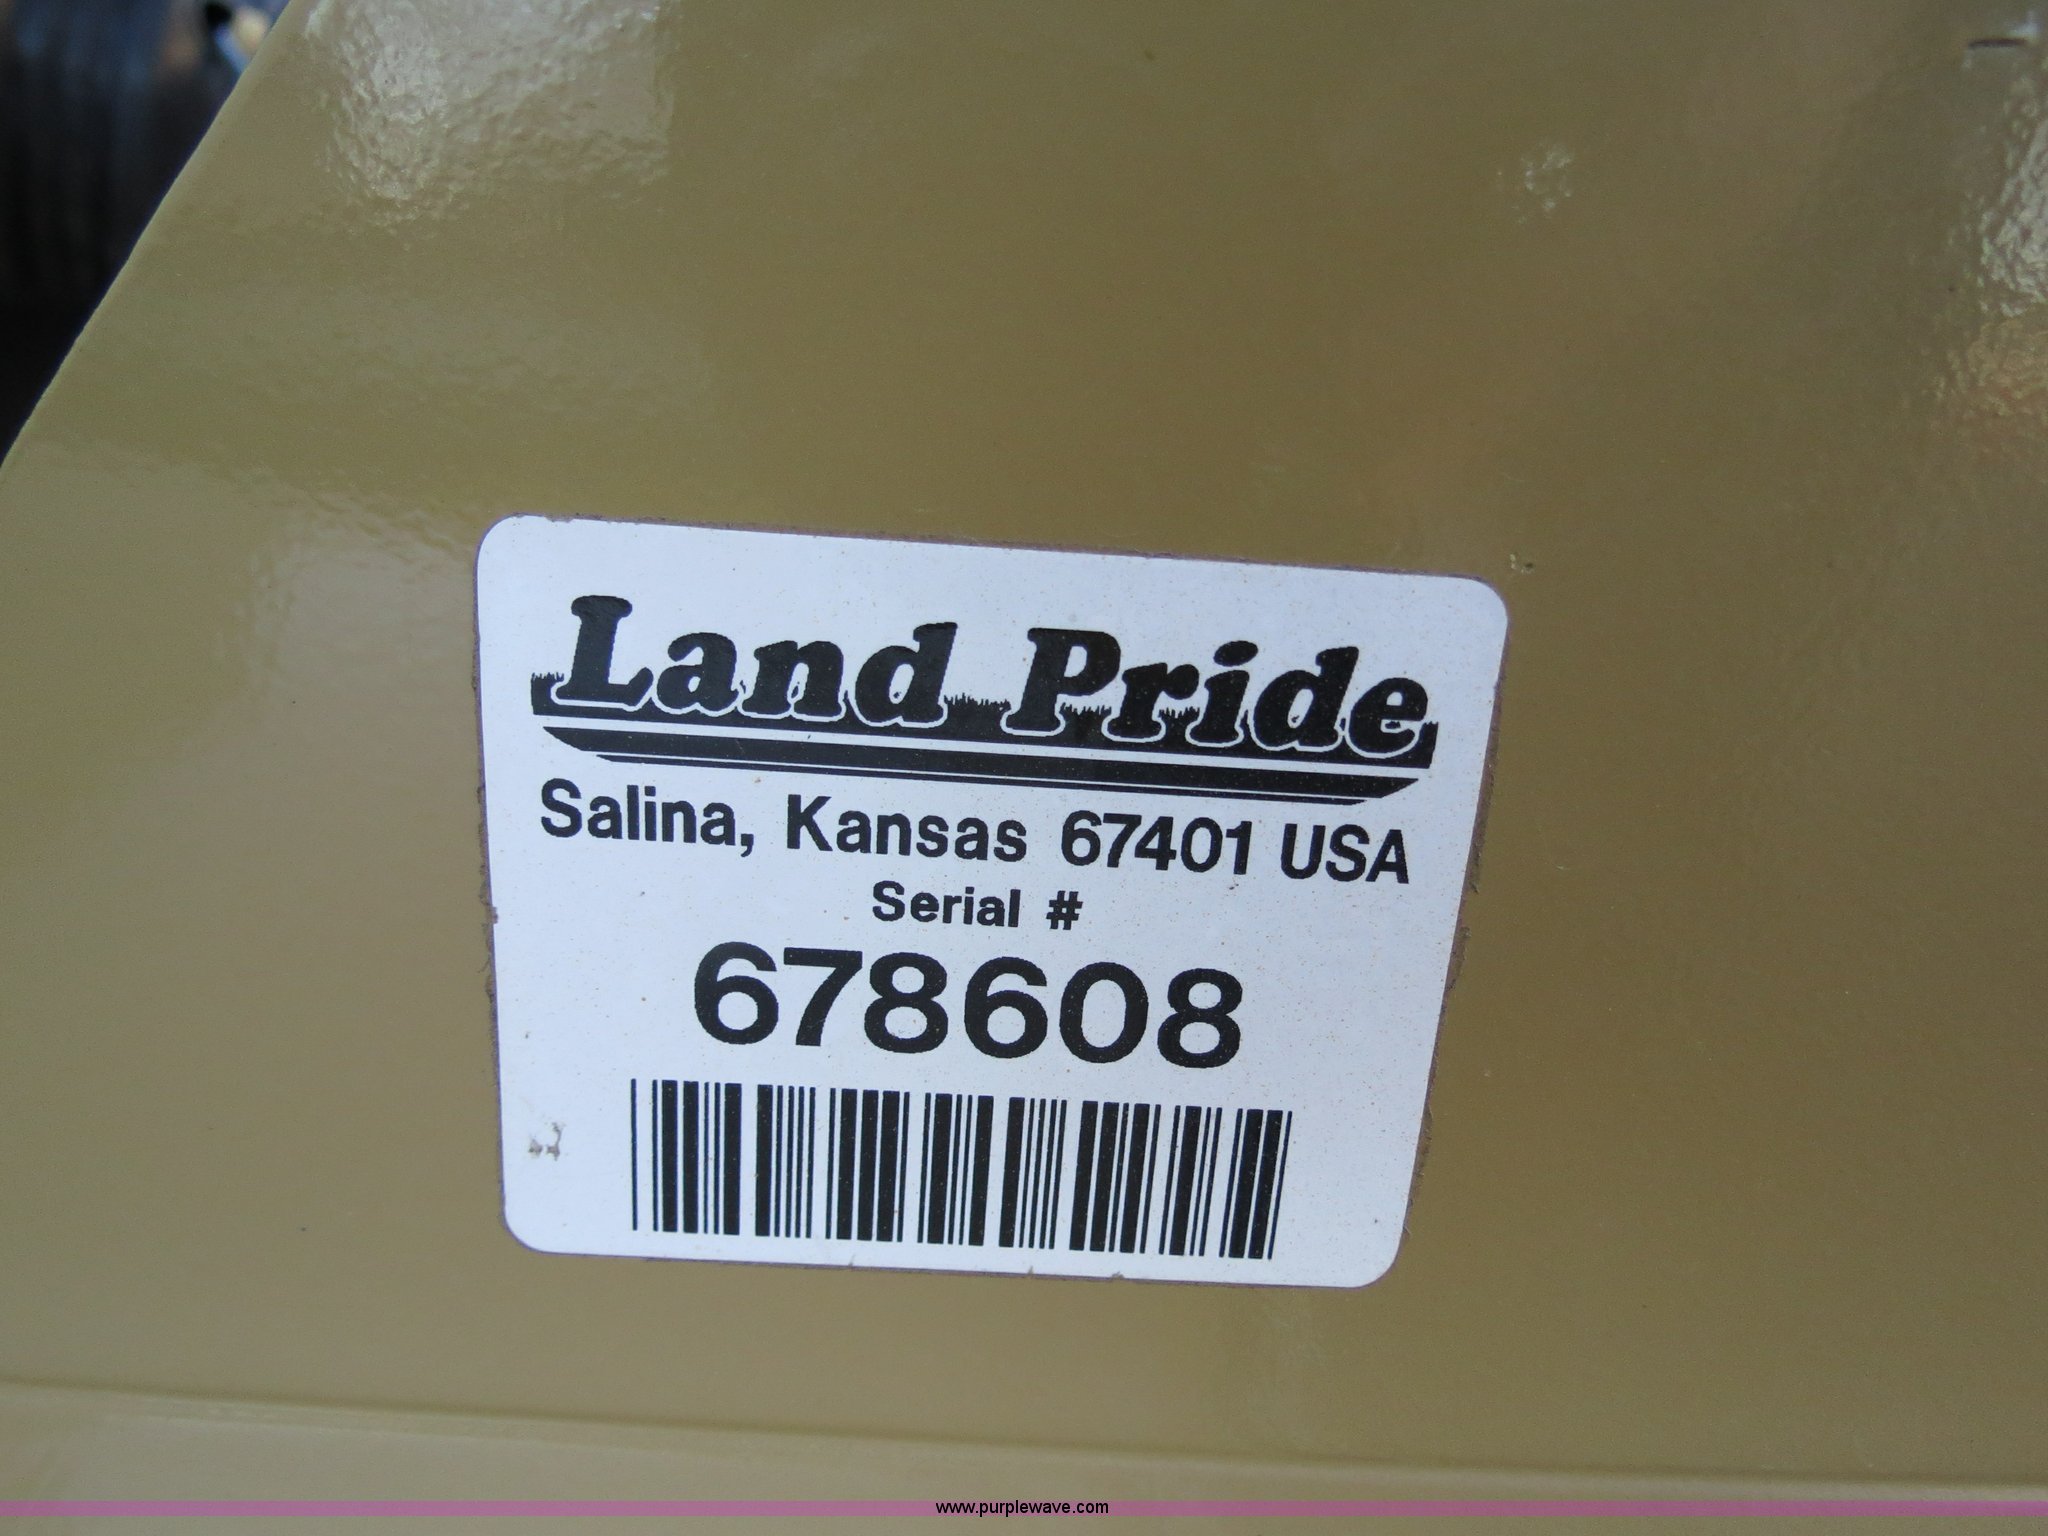 Land Pride
Salina, Kansas 67401 USA
Serial #
678608
www.purplewave.com